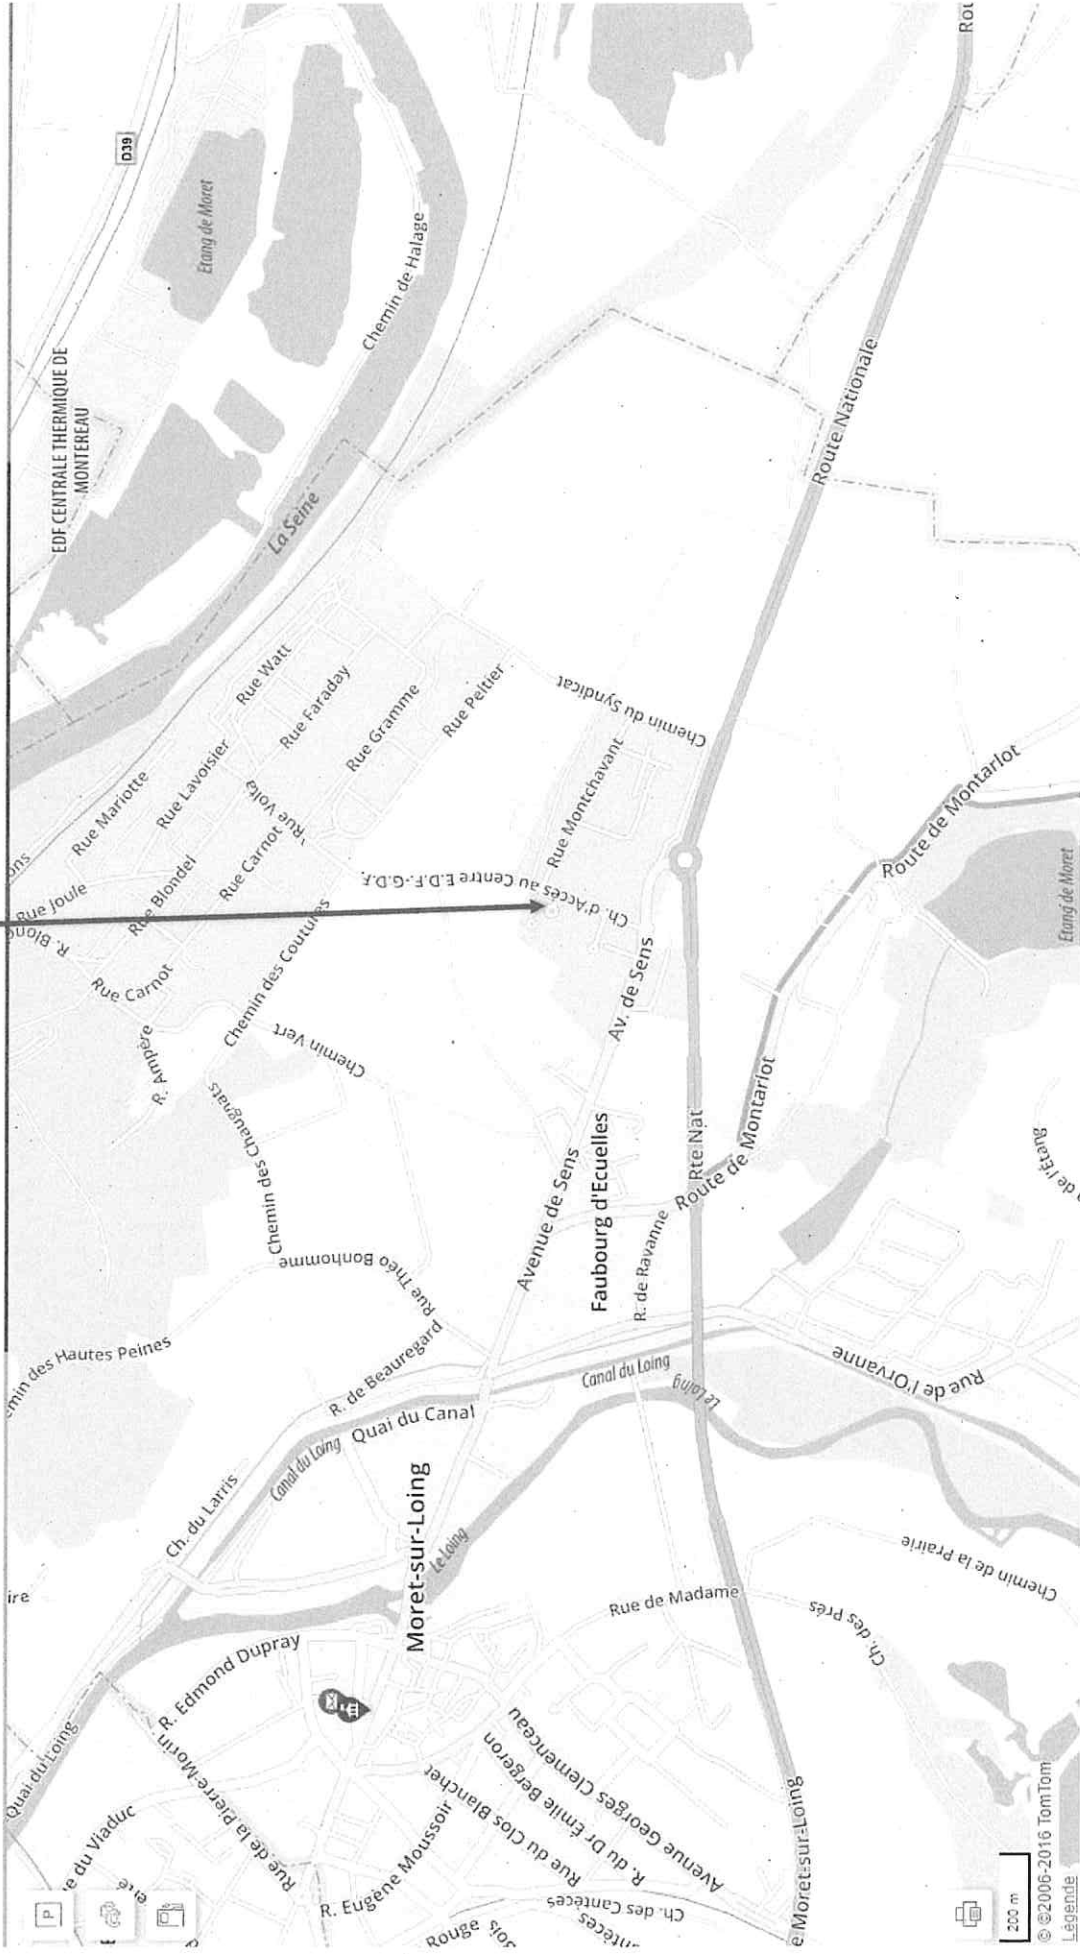 D39
Etang de Moret
EDF CENTRALE THERMIQUE DE
MONTEREAU
Chemin de Halage
La Seine
Route Nationale
Rue Watt
Rue Faraday
Rue Gramme
Rue Peltier
Chemin du Syndicat
Rue Mariotte
Rue Lavoisier
Rue Volta
Rue Montchavant
Rue Joule
Rue Blondel
Rue Carnot
Ch. d'Accès au Centre E.D.F.-G.D.F.
Route de Montarlot
Etang de Moret
Rue Carnot
Chemin des Coutures
Av. de Sens
R. Ampère
Chemin Vert
Chemin des Chaugnats
Rte Nat
Route de Montarlot
Avenue de Sens
Faubourg d'Ecuelles
Rue Théo Bonhomme
R. de Ravanne
emin des Hautes Peines
R. de Beauregard
Canal du Loing
Le Loing
Rue de l'Orvanne
Quai du Canal
Canal du Loing
Ch. du Larris
Moret-sur-Loing
Le Loing
ire
Rue de Madame
Chemin de la Prairie
Ch. des Prés
R. Edmond Dupray
Quai du Loing
Rue de la Pierre Morin
e du Viaduc
Rue du Clos Blanchet
R. du Dr Émile Bergeron
Avenue Georges Clemenceau
R. Eugène Moussoir
Ch. des Cantèces
Rouge
e Moret-sur-Loing
P
200 m
© ©2006-2016 TomTom
Légende